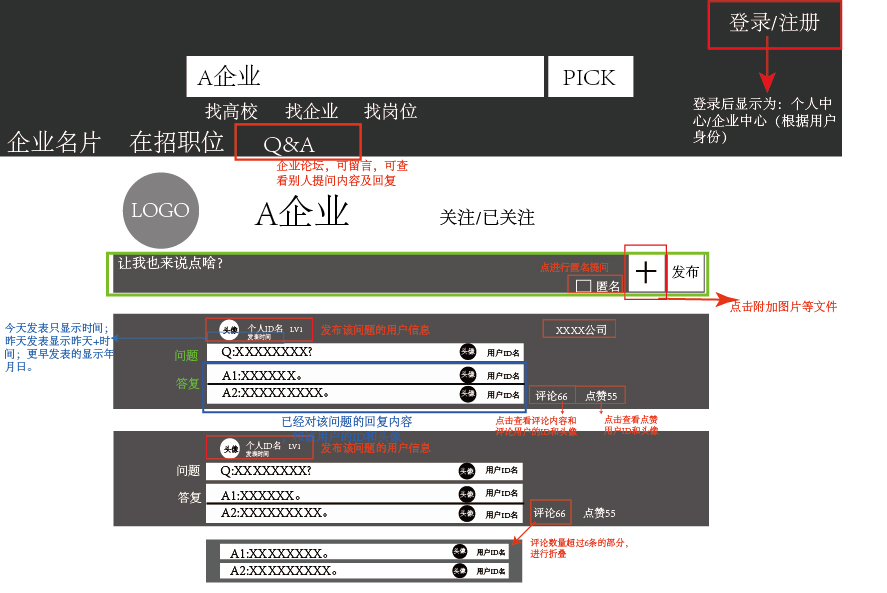 登录/注册
A企业
PICK
登录后显示为：个人中
心/企业中心（根据用户
身份）
找高校 找企业 找岗位
企业名片 在招职位 Q&A
企业论坛，可留言，可查
看别人提问内容及回复
LOGO
A企业
关注/已关注
让我也来说点啥?
点进行匿名提问
匿名
发布
点击附加图片等文件
今天发表只显示时间；
昨天发表显示昨天+时
间；更早发表的显示年
月日。
头像 个人ID名 LV1
发表时间
发布该问题的用户信息
XXXX公司
问题
Q:XXXXXXXX?
头像 用户ID名
答复
A1:XXXXXX。
头像 用户ID名
A2:XXXXXXXXX。
头像 用户ID名
评论66 点赞55
已经对该问题的回复内容
点击查看评论内容和
评论用户的ID和头像
点击查看点赞
用户ID和头像
头像 个人ID名 LV1
发表时间
发布该问题的用户信息
问题
Q:XXXXXXXX?
头像 用户ID名
答复
A1:XXXXXX。
头像 用户ID名
A2:XXXXXXXXX。
头像 用户ID名
评论66 点赞55
评论数量超过6条的部分，
进行折叠
A1:XXXXXXXX。
头像 用户ID名
A2:XXXXXXXXX。
头像 用户ID名